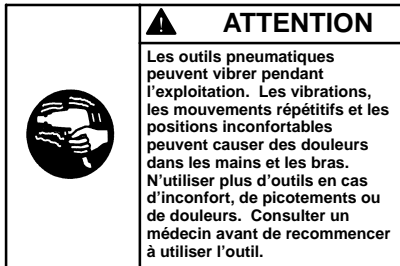 ATTENTION
Les outils pneumatiques
peuvent vibrer pendant
l'exploitation. Les vibrations,
les mouvements répétitifs et les
positions inconfortables
peuvent causer des douleurs
dans les mains et les bras.
N'utiliser plus d'outils en cas
d'inconfort, de picotements ou
de douleurs. Consulter un
médecin avant de recommencer
à utiliser l'outil.